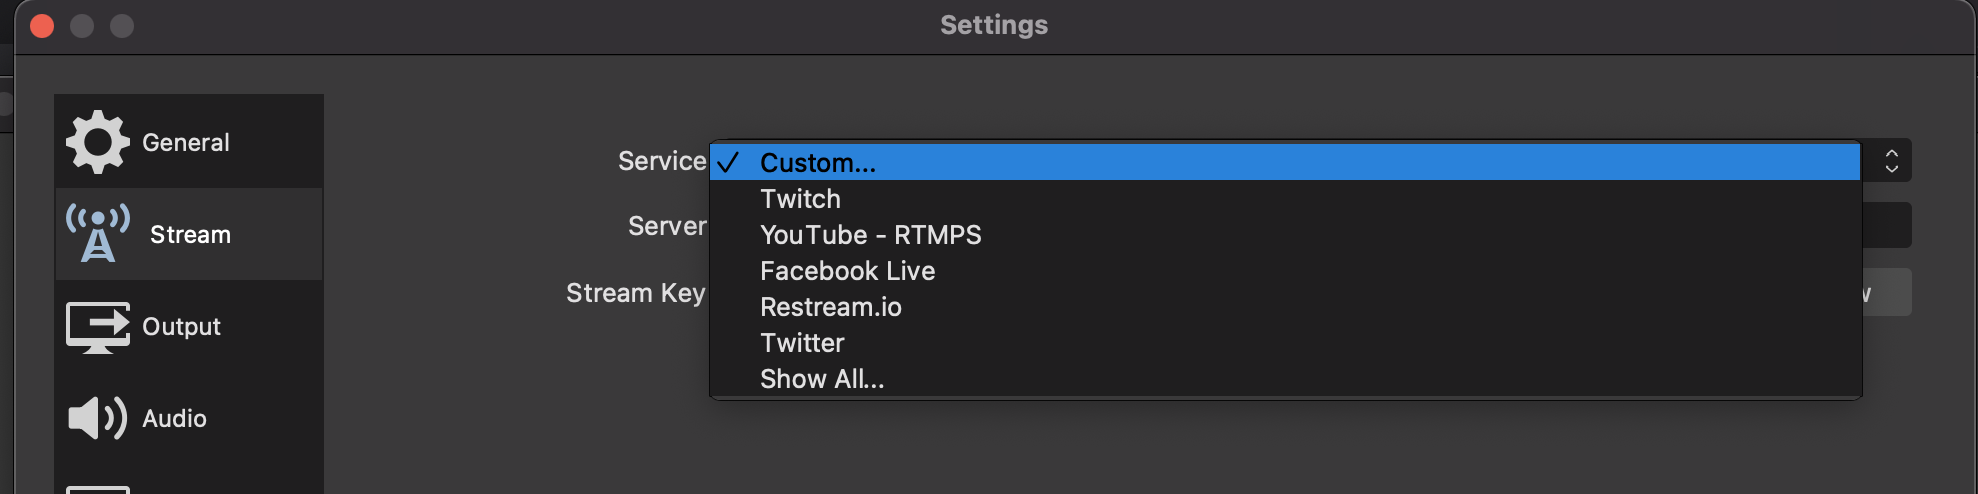 Settings
General
Stream
Output
Audio
Service
Server
Stream Key
✓ Custom...
Twitch
YouTube - RTMPS
Facebook Live
Restream.io
Twitter
Show All...